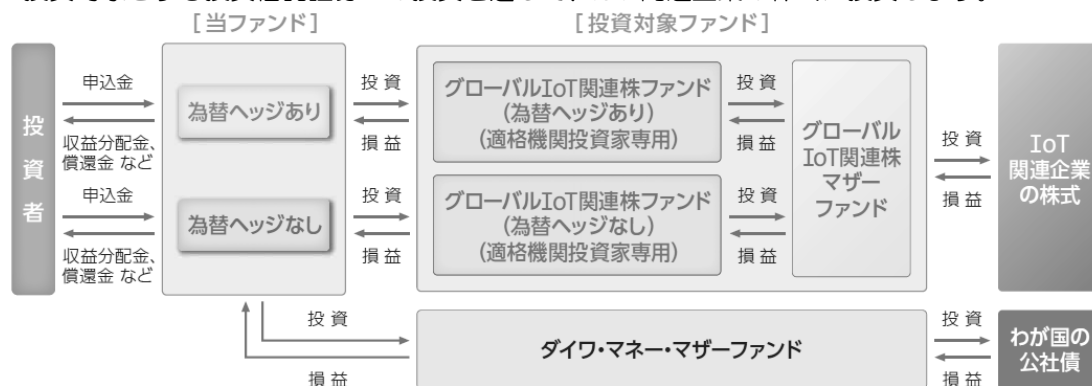 [当ファンド]
[投資対象ファンド]
投資者
申込金
収益分配金、
償還金 など
申込金
収益分配金、
償還金 など
為替ヘッジあり
為替ヘッジなし
投 資
損 益
投 資
損 益
グローバルIoT関連株ファンド
(為替ヘッジあり)
(適格機関投資家専用)
グローバルIoT関連株ファンド
(為替ヘッジなし)
(適格機関投資家専用)
投 資
損 益
投 資
損 益
グローバル
IoT関連株
マザー
ファンド
投 資
損 益
IoT
関連企業
の株式
投 資
損 益
ダイワ・マネー・マザーファンド
投 資
損 益
わが国の
公社債